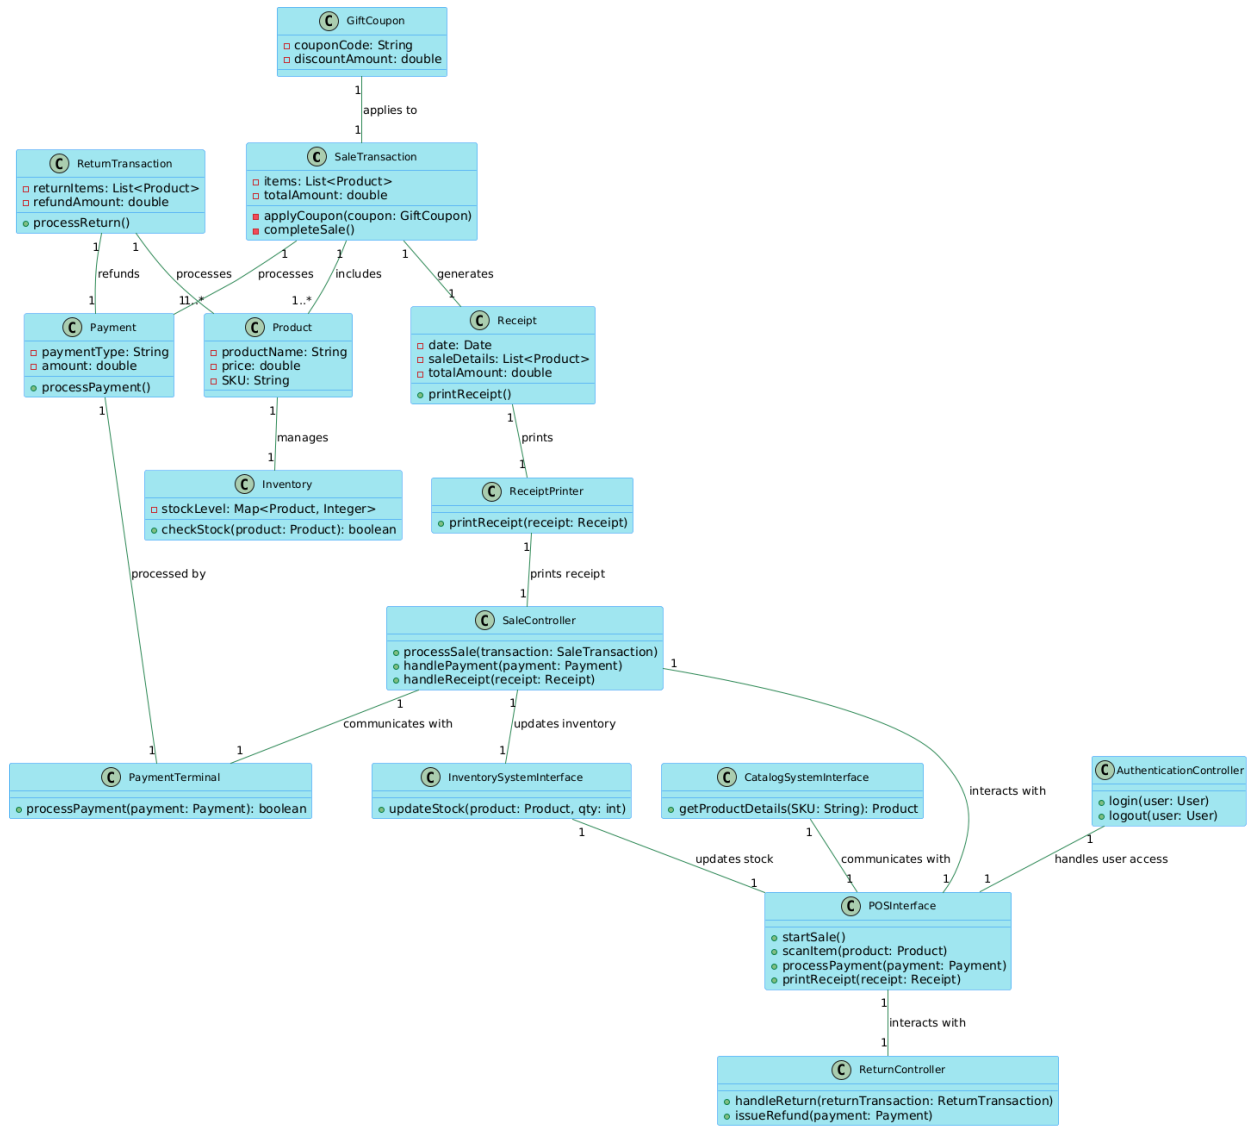 C GiftCoupon
couponCode: String
discountAmount: double
1
applies to
1
C ReturnTransaction
returnItems: List<Product>
refundAmount: double
processReturn()
C SaleTransaction
items: List<Product>
totalAmount: double
applyCoupon(coupon: GiftCoupon)
completeSale()
1 1 1 1 1
refunds processes processes includes generates
1 1 1..* 1..* 1
C Payment
paymentType: String
amount: double
processPayment()
C Product
productName: String
price: double
SKU: String
C Receipt
date: Date
saleDetails: List<Product>
totalAmount: double
printReceipt()
1 1 1
manages prints
1 1
C Inventory
stockLevel: Map<Product, Integer>
checkStock(product: Product): boolean
C ReceiptPrinter
printReceipt(receipt: Receipt)
1
processed by prints receipt
1
C SaleController
processSale(transaction: SaleTransaction)
handlePayment(payment: Payment)
handleReceipt(receipt: Receipt)
1
1 1
communicates with updates inventory
1 1 1
C PaymentTerminal
processPayment(payment: Payment): boolean
C InventorySystemInterface
updateStock(product: Product, qty: int)
C CatalogSystemInterface
getProductDetails(SKU: String): Product
interacts with
C AuthenticationController
login(user: User)
logout(user: User)
1 1 1
updates stock communicates with handles user access
1 1 1 1
C POSInterface
startSale()
scanItem(product: Product)
processPayment(payment: Payment)
printReceipt(receipt: Receipt)
1
interacts with
1
C ReturnController
handleReturn(returnTransaction: ReturnTransaction)
issueRefund(payment: Payment)